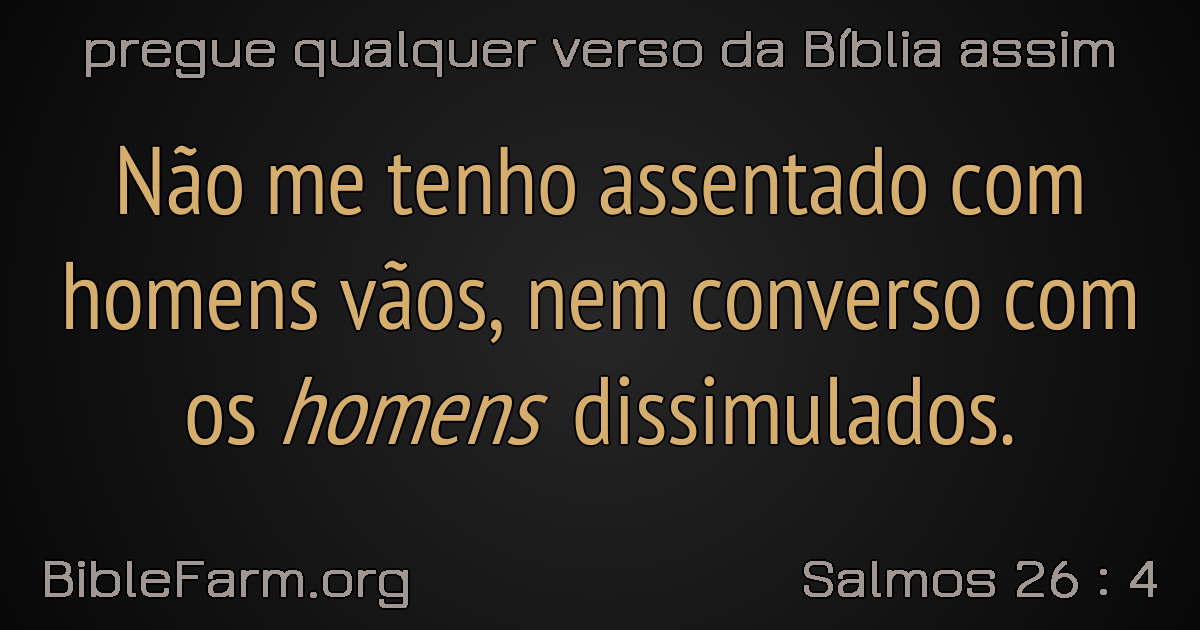 pregue qualquer verso da Bíblia assim
Não me tenho assentado com
homens vãos, nem converso com
os homens dissimulados.
BibleFarm.org
Salmos 26 : 4